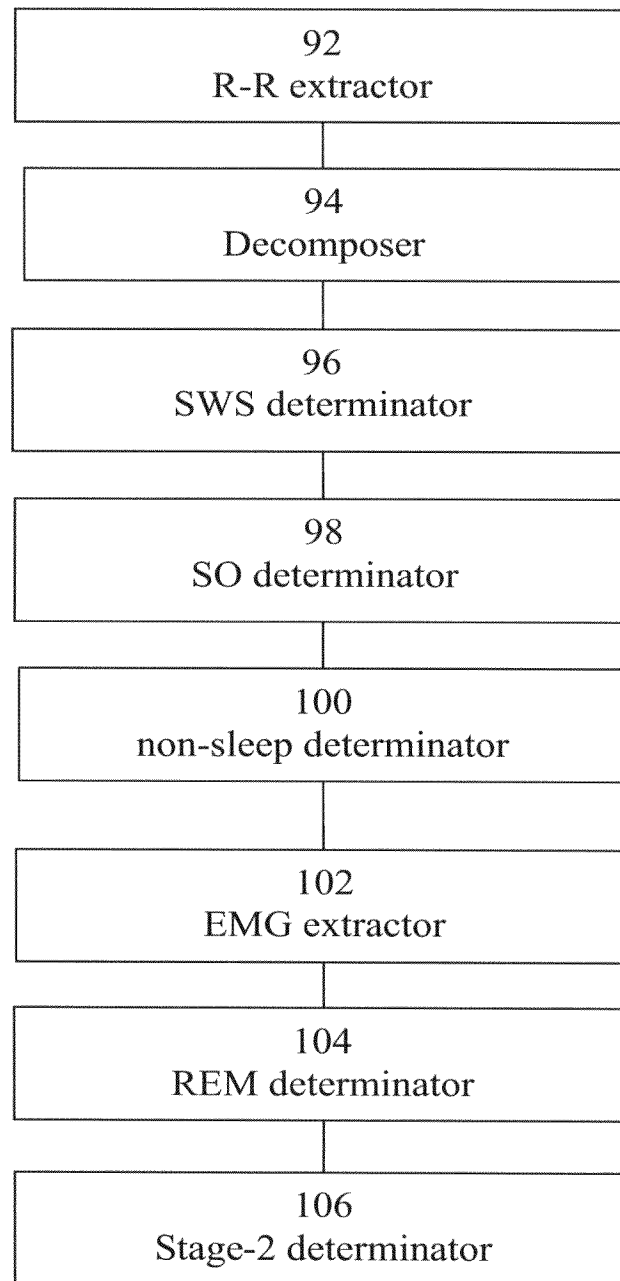 92
R-R extractor
94
Decomposer
96
SWS determinator
98
SO determinator
100
non-sleep determinator
102
EMG extractor
104
REM determinator
106
Stage-2 determinator